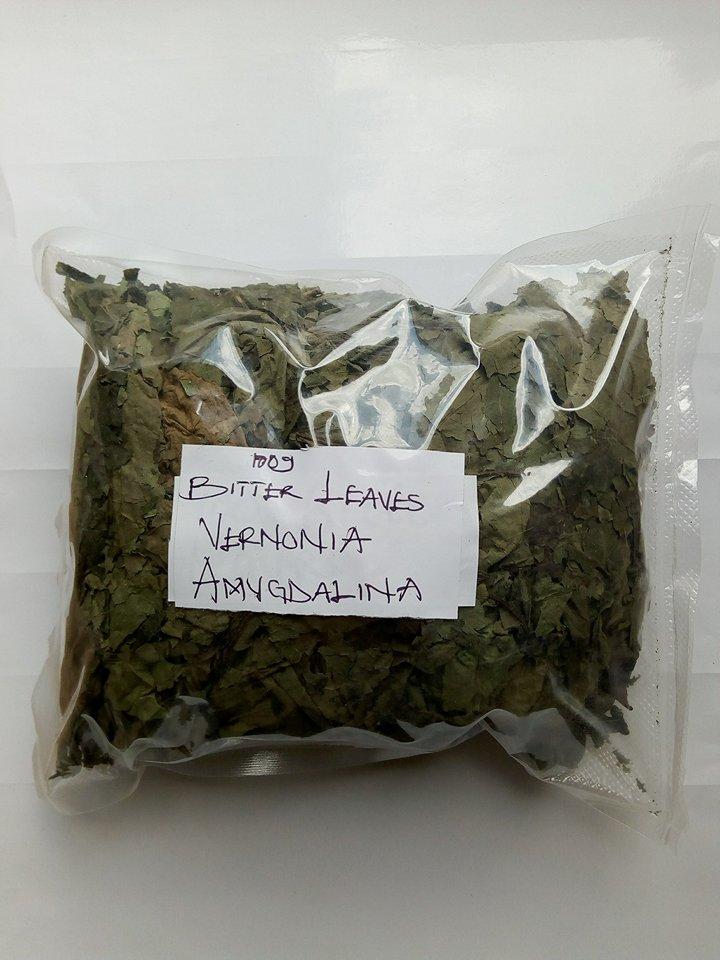 100g
BITTER LEAVES
VERNONIA
AMYGDALINA